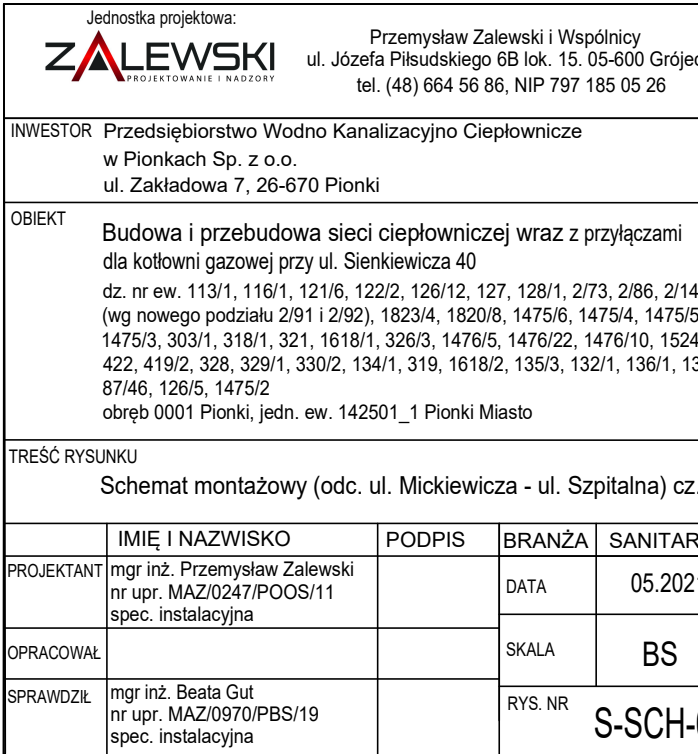 Jednostka projektowa:
ZALEWSKI
PROJEKTOWANIE I NADZORY
Przemysław Zalewski i Wspólnicy
ul. Józefa Piłsudskiego 6B lok. 15. 05-600 Grójec
tel. (48) 664 56 86, NIP 797 185 05 26
INWESTOR Przedsiębiorstwo Wodno Kanalizacyjno Ciepłownicze
w Pionkach Sp. z o.o.
ul. Zakładowa 7, 26-670 Pionki
OBIEKT
Budowa i przebudowa sieci ciepłowniczej wraz z przyłączami
dla kotłowni gazowej przy ul. Sienkiewicza 40
dz. nr ew. 113/1, 116/1, 121/6, 122/2, 126/12, 127, 128/1, 2/73, 2/86, 2/14
(wg nowego podziału 2/91 i 2/92), 1823/4, 1820/8, 1475/6, 1475/4, 1475/5
1475/3, 303/1, 318/1, 321, 1618/1, 326/3, 1476/5, 1476/22, 1476/10, 1524
422, 419/2, 328, 329/1, 330/2, 134/1, 319, 1618/2, 135/3, 132/1, 136/1, 13
87/46, 126/5, 1475/2
obręb 0001 Pionki, jedn. ew. 142501_1 Pionki Miasto
TREŚĆ RYSUNKU
Schemat montażowy (odc. ul. Mickiewicza - ul. Szpitalna) cz.
IMIĘ I NAZWISKO PODPIS BRANŻA SANITAR
PROJEKTANT mgr inż. Przemysław Zalewski
nr upr. MAZ/0247/POOS/11
spec. instalacyjna
DATA 05.202
OPRACOWAŁ
SKALA BS
SPRAWDZIŁ mgr inż. Beata Gut
nr upr. MAZ/0970/PBS/19
spec. instalacyjna
RYS. NR S-SCH-